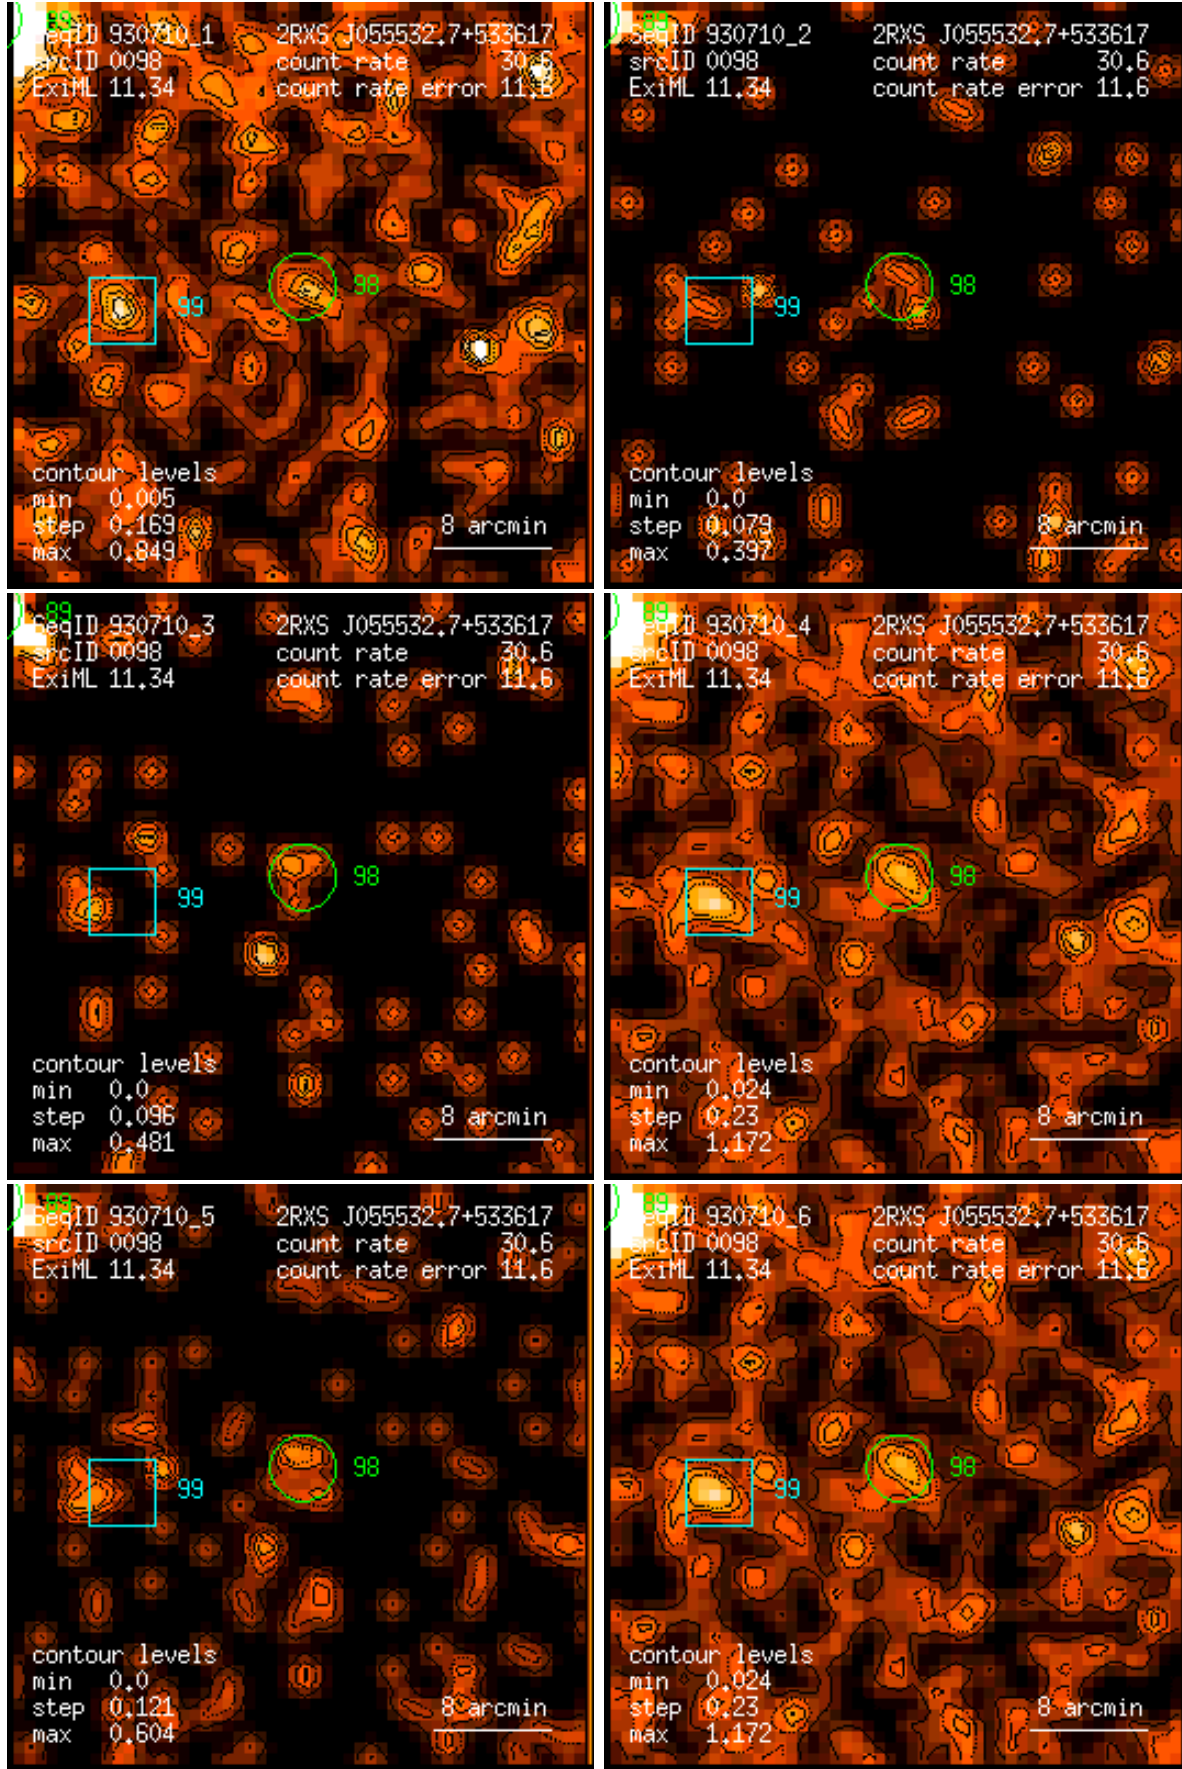 89
SeqID 930710_1 2RXS J055532.7+533617
srcID 0098 count rate 30.6
ExiML 11.34 count rate error 11.6
98
99
contour levels
min 0.005
step 0.169
max 0.849
8 arcmin
89
SeqID 930710_2 2RXS J055532.7+533617
srcID 0098 count rate 30.6
ExiML 11.34 count rate error 11.6
98
99
contour levels
min 0.0
step 0.079
max 0.397
8 arcmin
89
SeqID 930710_3 2RXS J055532.7+533617
srcID 0098 count rate 30.6
ExiML 11.34 count rate error 11.6
98
99
contour levels
min 0.0
step 0.096
max 0.481
8 arcmin
89
SeqID 930710_4 2RXS J055532.7+533617
srcID 0098 count rate 30.6
ExiML 11.34 count rate error 11.6
98
99
contour levels
min 0.024
step 0.23
max 1.172
8 arcmin
89
SeqID 930710_5 2RXS J055532.7+533617
srcID 0098 count rate 30.6
ExiML 11.34 count rate error 11.6
98
99
contour levels
min 0.0
step 0.121
max 0.604
8 arcmin
89
SeqID 930710_6 2RXS J055532.7+533617
srcID 0098 count rate 30.6
ExiML 11.34 count rate error 11.6
98
99
contour levels
min 0.024
step 0.23
max 1.172
8 arcmin